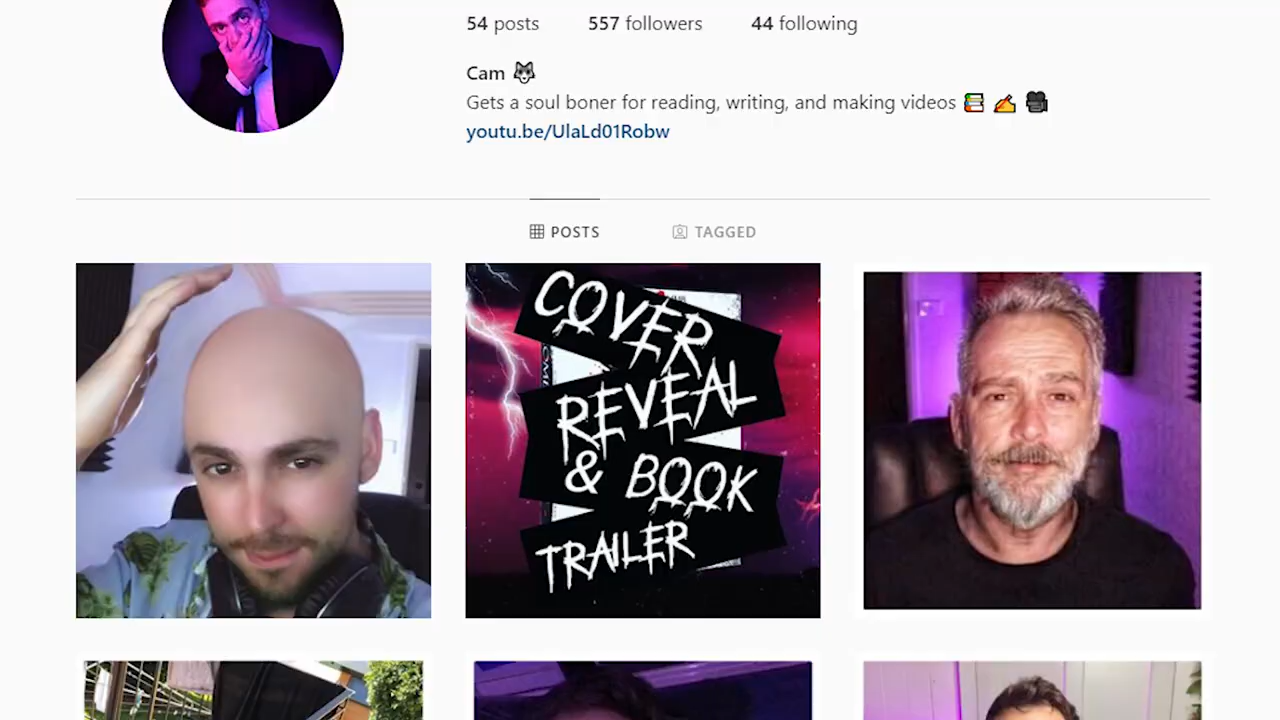 54 posts 557 followers 44 following
Cam 🐺
Gets a soul boner for reading, writing, and making videos 📚 ✍ 🎥
youtu.be/UlaLd01Robw
POSTS TAGGED
COVER
REVEAL
& BOOK
TRAILER